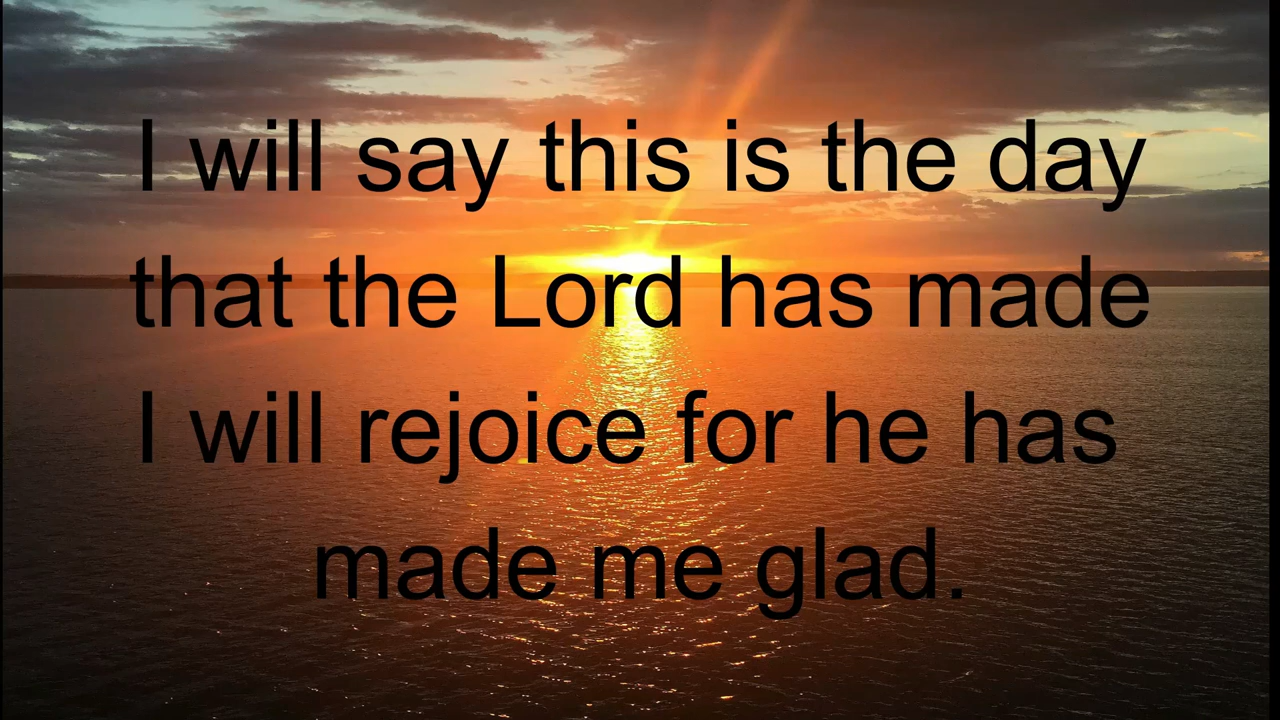 I will say this is the day
that the Lord has made
I will rejoice for he has
made me glad.